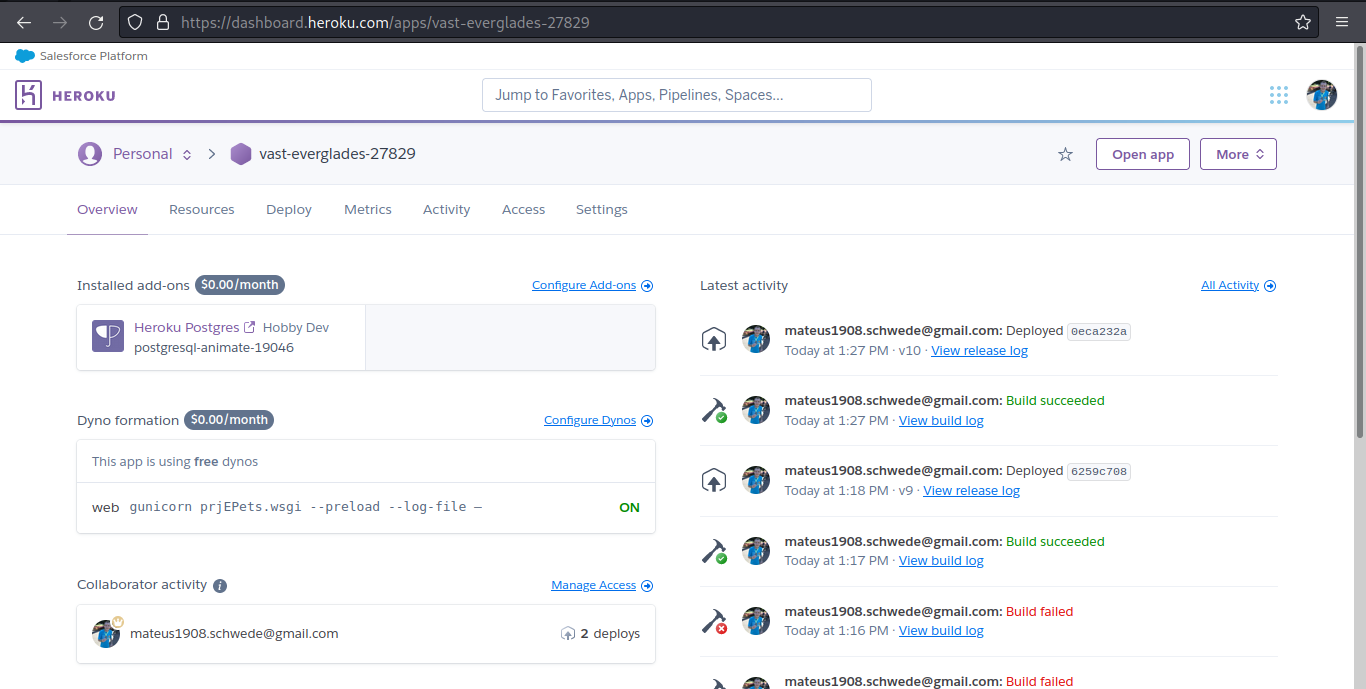 https://dashboard.heroku.com/apps/vast-everglades-27829
Salesforce Platform
HEROKU
Jump to Favorites, Apps, Pipelines, Spaces...
Personal
vast-everglades-27829
Open app
More
Overview
Resources
Deploy
Metrics
Activity
Access
Settings
Installed add-ons $0.00/month
Configure Add-ons
Heroku Postgres Hobby Dev
postgresql-animate-19046
Dyno formation $0.00/month
Configure Dynos
This app is using free dynos
web gunicorn prjEPets.wsgi --preload --log-file — ON
Collaborator activity
Manage Access
mateus1908.schwede@gmail.com
2 deploys
Latest activity
All Activity
mateus1908.schwede@gmail.com: Deployed 0eca232a
Today at 1:27 PM · v10 · View release log
mateus1908.schwede@gmail.com: Build succeeded
Today at 1:27 PM · View build log
mateus1908.schwede@gmail.com: Deployed 6259c708
Today at 1:18 PM · v9 · View release log
mateus1908.schwede@gmail.com: Build succeeded
Today at 1:17 PM · View build log
mateus1908.schwede@gmail.com: Build failed
Today at 1:16 PM · View build log
mateus1908.schwede@gmail.com: Build failed